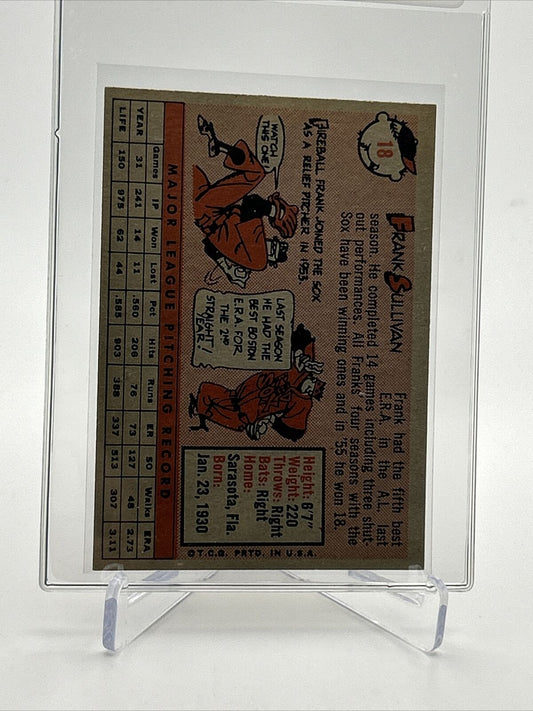 18
FRANK SULLIVAN
Frank had the fifth best
E.R.A. in the A.L. last
season. He completed 14 games including three shut-
out performances. All Franks' four seasons with the
Sox have been winning ones and in '55 he won 18.
FIREBALL FRANK JOINED THE SOX
AS A RELIEF PITCHER IN 1953.
WATCH
THIS ONE!
LAST SEASON
HE HAD THE
BEST BOSTON
E.R.A. FOR
THE 2ND
STRAIGHT
YEAR!
RED
SOX
Height: 6'7"
Weight: 220
Throws: Right
Bats: Right
Home:
Sarasota, Fla.
Born:
Jan. 23, 1930
©T.C.G. PRTD. IN U.S.A.
MAJOR LEAGUE PITCHING RECORD
Games IP Won Lost Pct Hits Runs ER SO Walks ERA
YEAR 31 241 14 11 .560 206 76 73 127 48 2.73
LIFE 150 975 62 44 .585 903 388 337 513 307 3.11